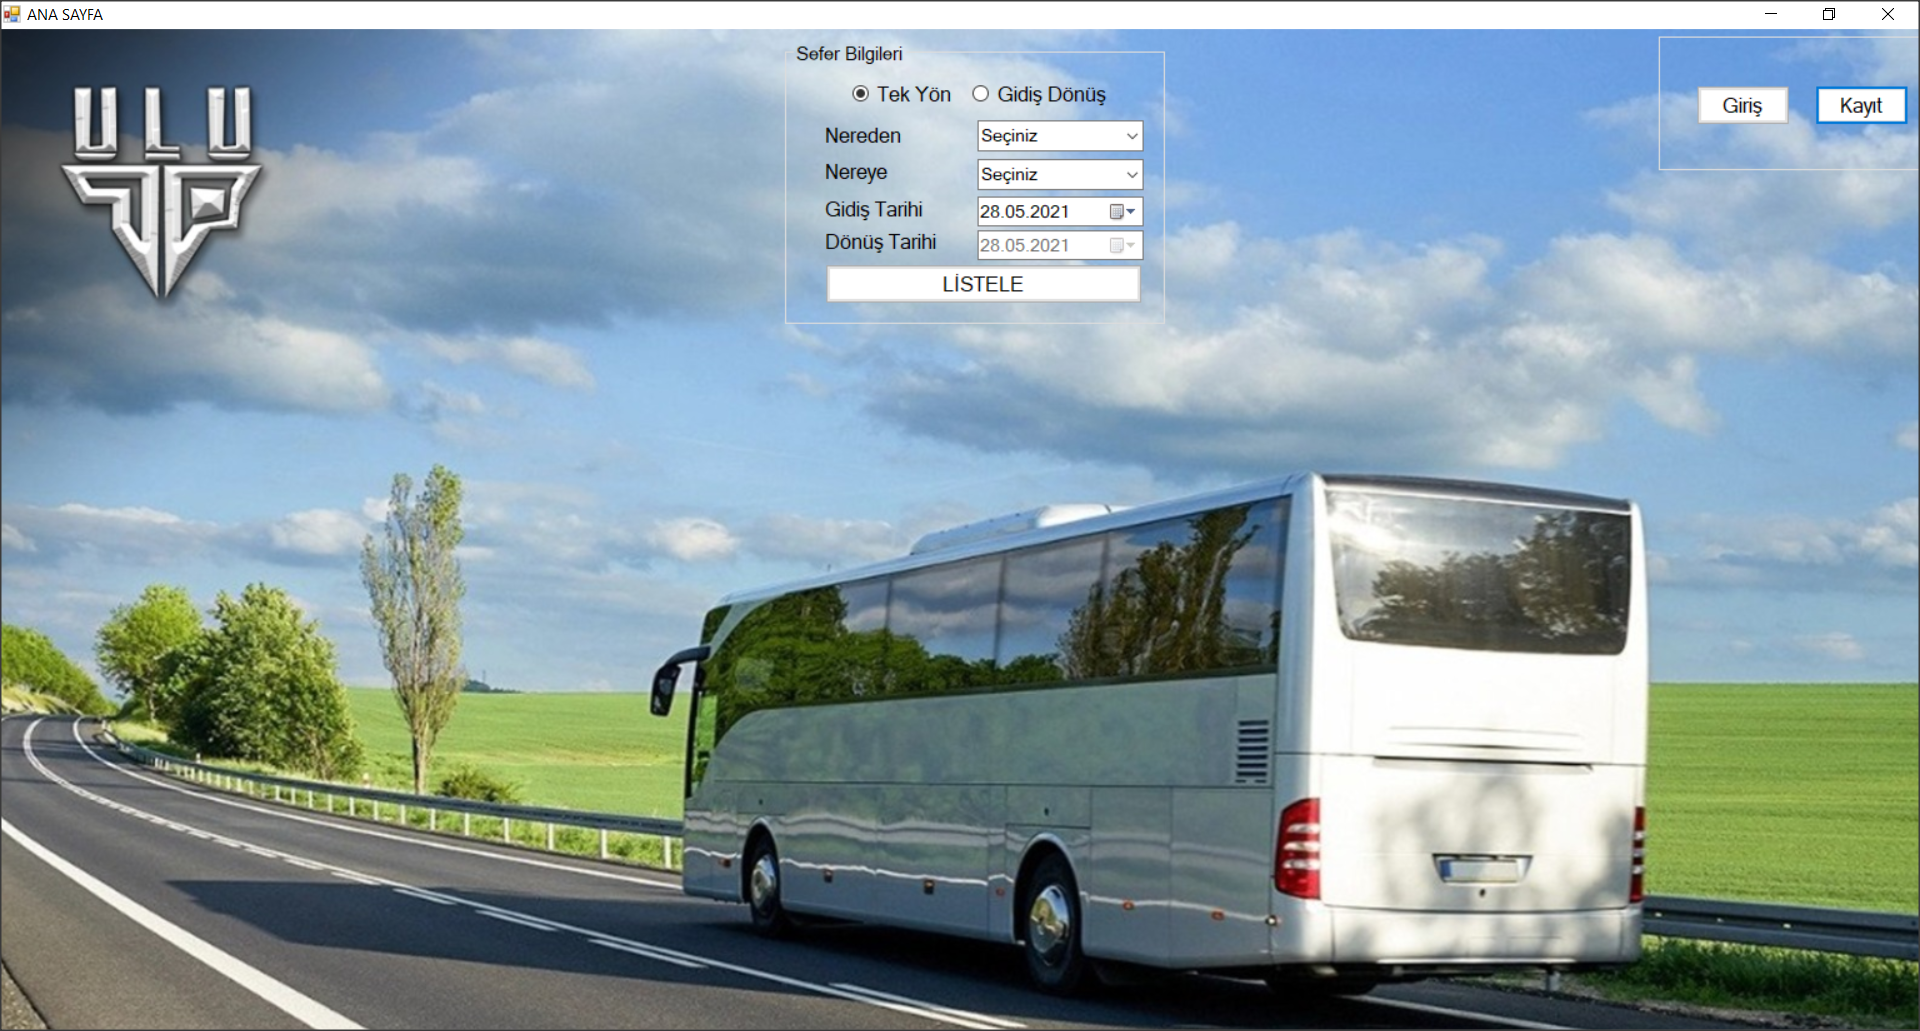 ANA SAYFA
ULU
Sefer Bilgileri
Tek Yön Gidiş Dönüş
Nereden Seçiniz
Nereye Seçiniz
Gidiş Tarihi 28.05.2021
Dönüş Tarihi 28.05.2021
LİSTELE
Giriş Kayıt